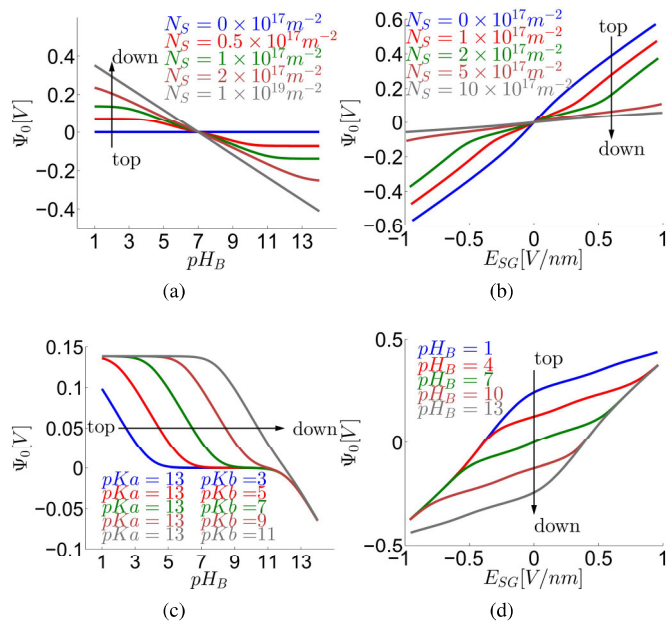 N_S = 0 × 10^17 m^-2
N_S = 0.5 × 10^17 m^-2
N_S = 1 × 10^17 m^-2
N_S = 2 × 10^17 m^-2
N_S = 1 × 10^19 m^-2
down
top
0.4
0.2
0
−0.2
−0.4
Ψ_0[V]
1 3 5 7 9 11 13
pH_B
(a)
N_S = 0 × 10^17 m^-2
N_S = 1 × 10^17 m^-2
N_S = 2 × 10^17 m^-2
N_S = 5 × 10^17 m^-2
N_S = 10 × 10^17 m^-2
top
down
0.6
0.4
0.2
0
0.2
0.4
0.6
Ψ_0[V]
−1 −0.5 0 0.5 1
E_SG[V/nm]
(b)
0.15
0.10
0.05
0
−0.05
−0.1
Ψ_0[V]
top
down
pKa = 13 pKb = 3
pKa = 13 pKb = 5
pKa = 13 pKb = 7
pKa = 13 pKb = 9
pKa = 13 pKb = 11
1 3 5 7 9 11 13
pH_B
(c)
pH_B = 1
pH_B = 4
pH_B = 7
pH_B = 10
pH_B = 13
top
down
0.5
0
−0.5
Ψ_0[V]
−1 −0.5 0 0.5 1
E_SG[V/nm]
(d)